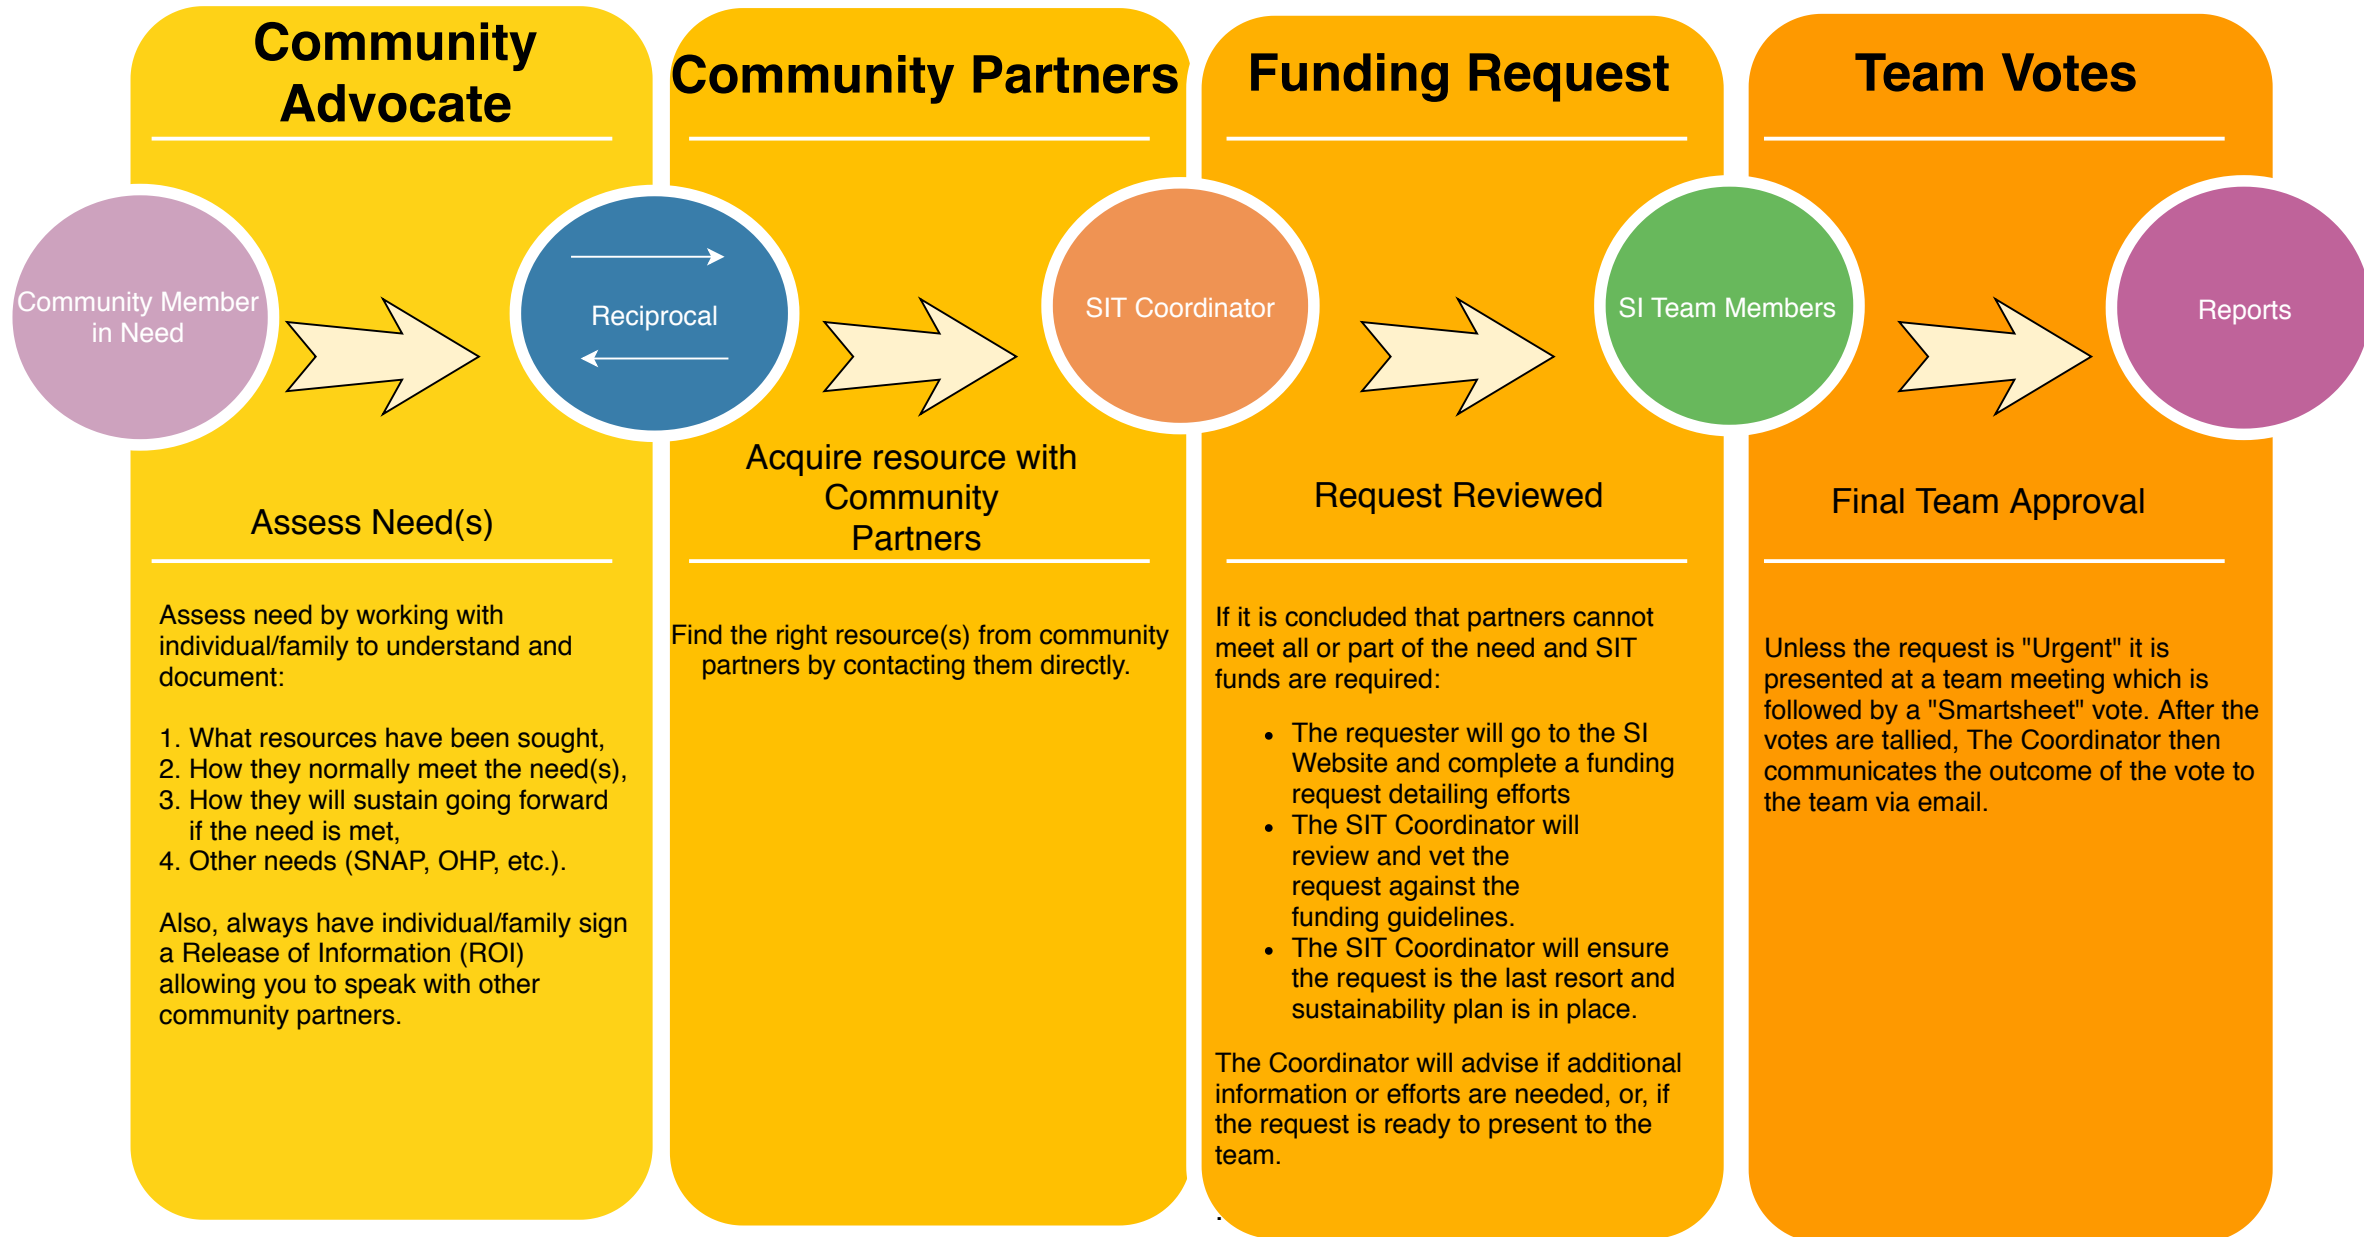 Community
Advocate
Community Member
in Need
Assess Need(s)
Assess need by working with
individual/family to understand and
document:
1. What resources have been sought,
2. How they normally meet the need(s),
3. How they will sustain going forward
if the need is met,
4. Other needs (SNAP, OHP, etc.).
Also, always have individual/family sign
a Release of Information (ROI)
allowing you to speak with other
community partners.
Community Partners
Reciprocal
Acquire resource with
Community
Partners
Find the right resource(s) from community
partners by contacting them directly.
Funding Request
SIT Coordinator
Request Reviewed
If it is concluded that partners cannot
meet all or part of the need and SIT
funds are required:
• The requester will go to the SI
Website and complete a funding
request detailing efforts
• The SIT Coordinator will
review and vet the
request against the
funding guidelines.
• The SIT Coordinator will ensure
the request is the last resort and
sustainability plan is in place.
The Coordinator will advise if additional
information or efforts are needed, or, if
the request is ready to present to the
team.
.
Team Votes
SI Team Members
Reports
Final Team Approval
Unless the request is "Urgent" it is
presented at a team meeting which is
followed by a "Smartsheet" vote. After the
votes are tallied, The Coordinator then
communicates the outcome of the vote to
the team via email.